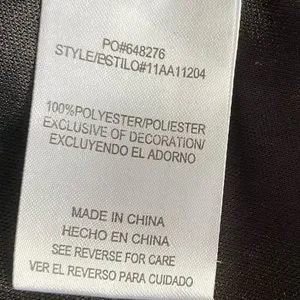 PO#648276
STYLE/ESTILO#11AA11204
100%POLYESTER/POLIESTER
EXCLUSIVE OF DECORATION/
EXCLUYENDO EL ADORNO
MADE IN CHINA
HECHO EN CHINA
SEE REVERSE FOR CARE
VER EL REVERSO PARA CUIDADO